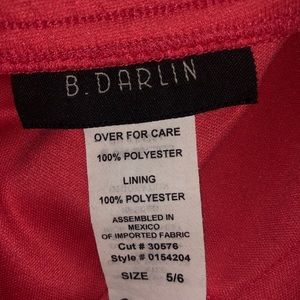 B. DARLIN
OVER FOR CARE
100% POLYESTER
LINING
100% POLYESTER
ASSEMBLED IN
MEXICO
OF IMPORTED FABRIC
Cut # 30576
Style # 0154204
SIZE 5/6